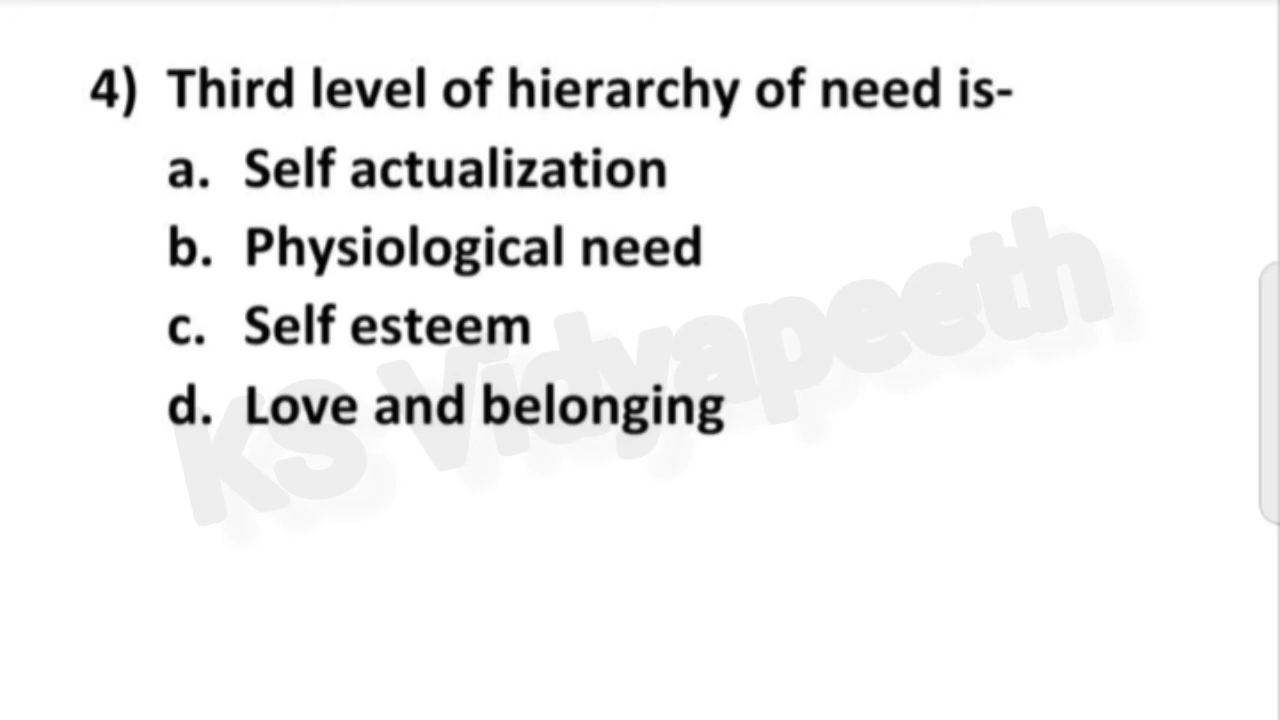 4) Third level of hierarchy of need is-
a. Self actualization
b. Physiological need
c. Self esteem
d. Love and belonging
KS Vidyapeeth